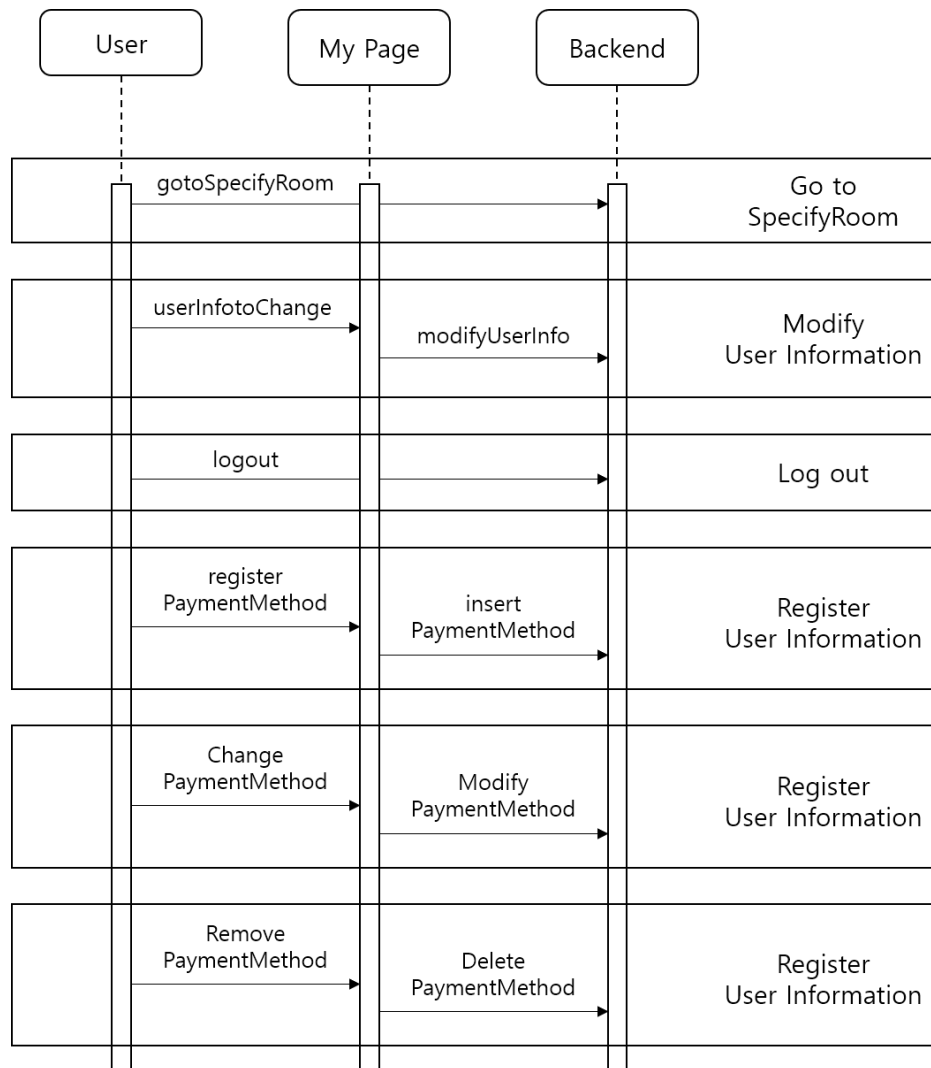 User
My Page
Backend
gotoSpecifyRoom
Go to
SpecifyRoom
userInfotoChange
modifyUserInfo
Modify
User Information
logout
Log out
register
PaymentMethod
insert
PaymentMethod
Register
User Information
Change
PaymentMethod
Modify
PaymentMethod
Register
User Information
Remove
PaymentMethod
Delete
PaymentMethod
Register
User Information